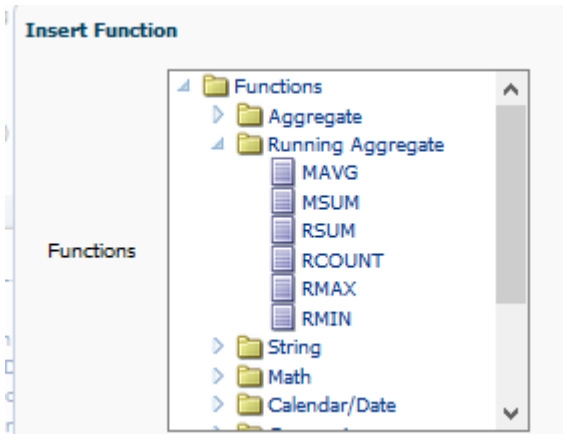 Insert Function
Functions
Aggregate
Running Aggregate
MAVG
MSUM
RSUM
RCOUNT
RMAX
RMIN
Functions
String
Math
Calendar/Date